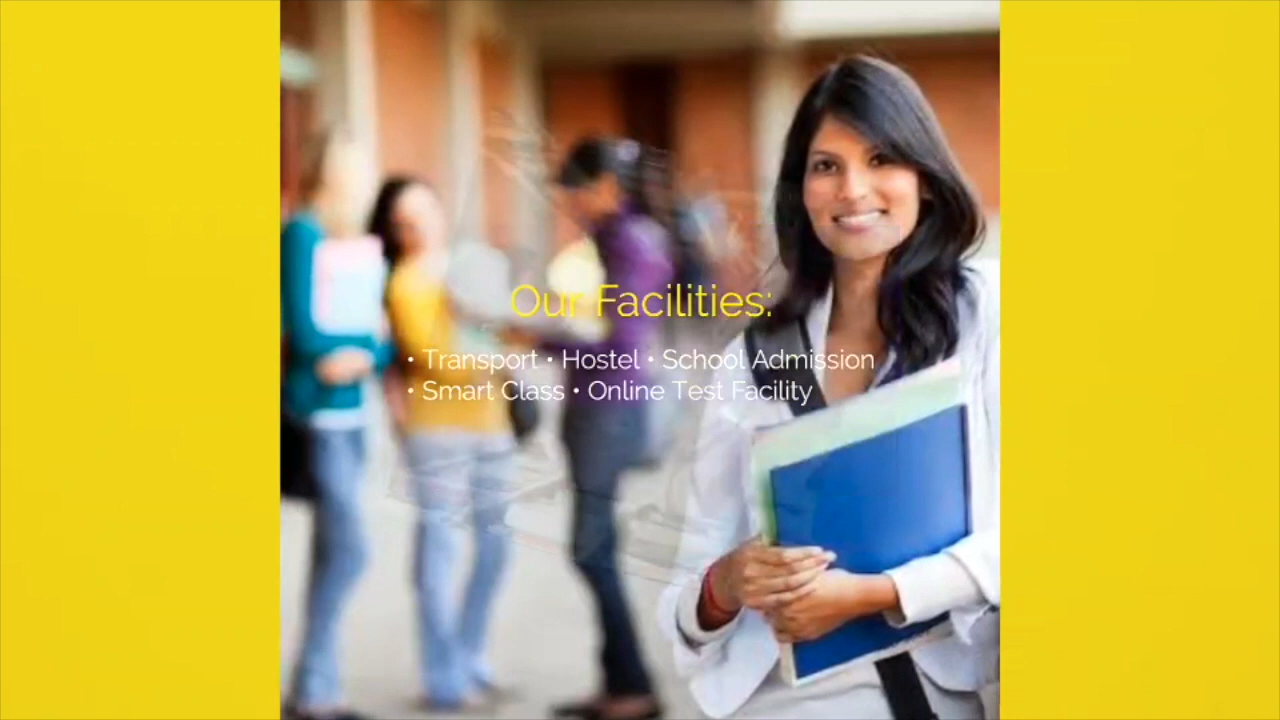 Our Facilities:
• Transport • Hostel • School Admission
• Smart Class • Online Test Facility